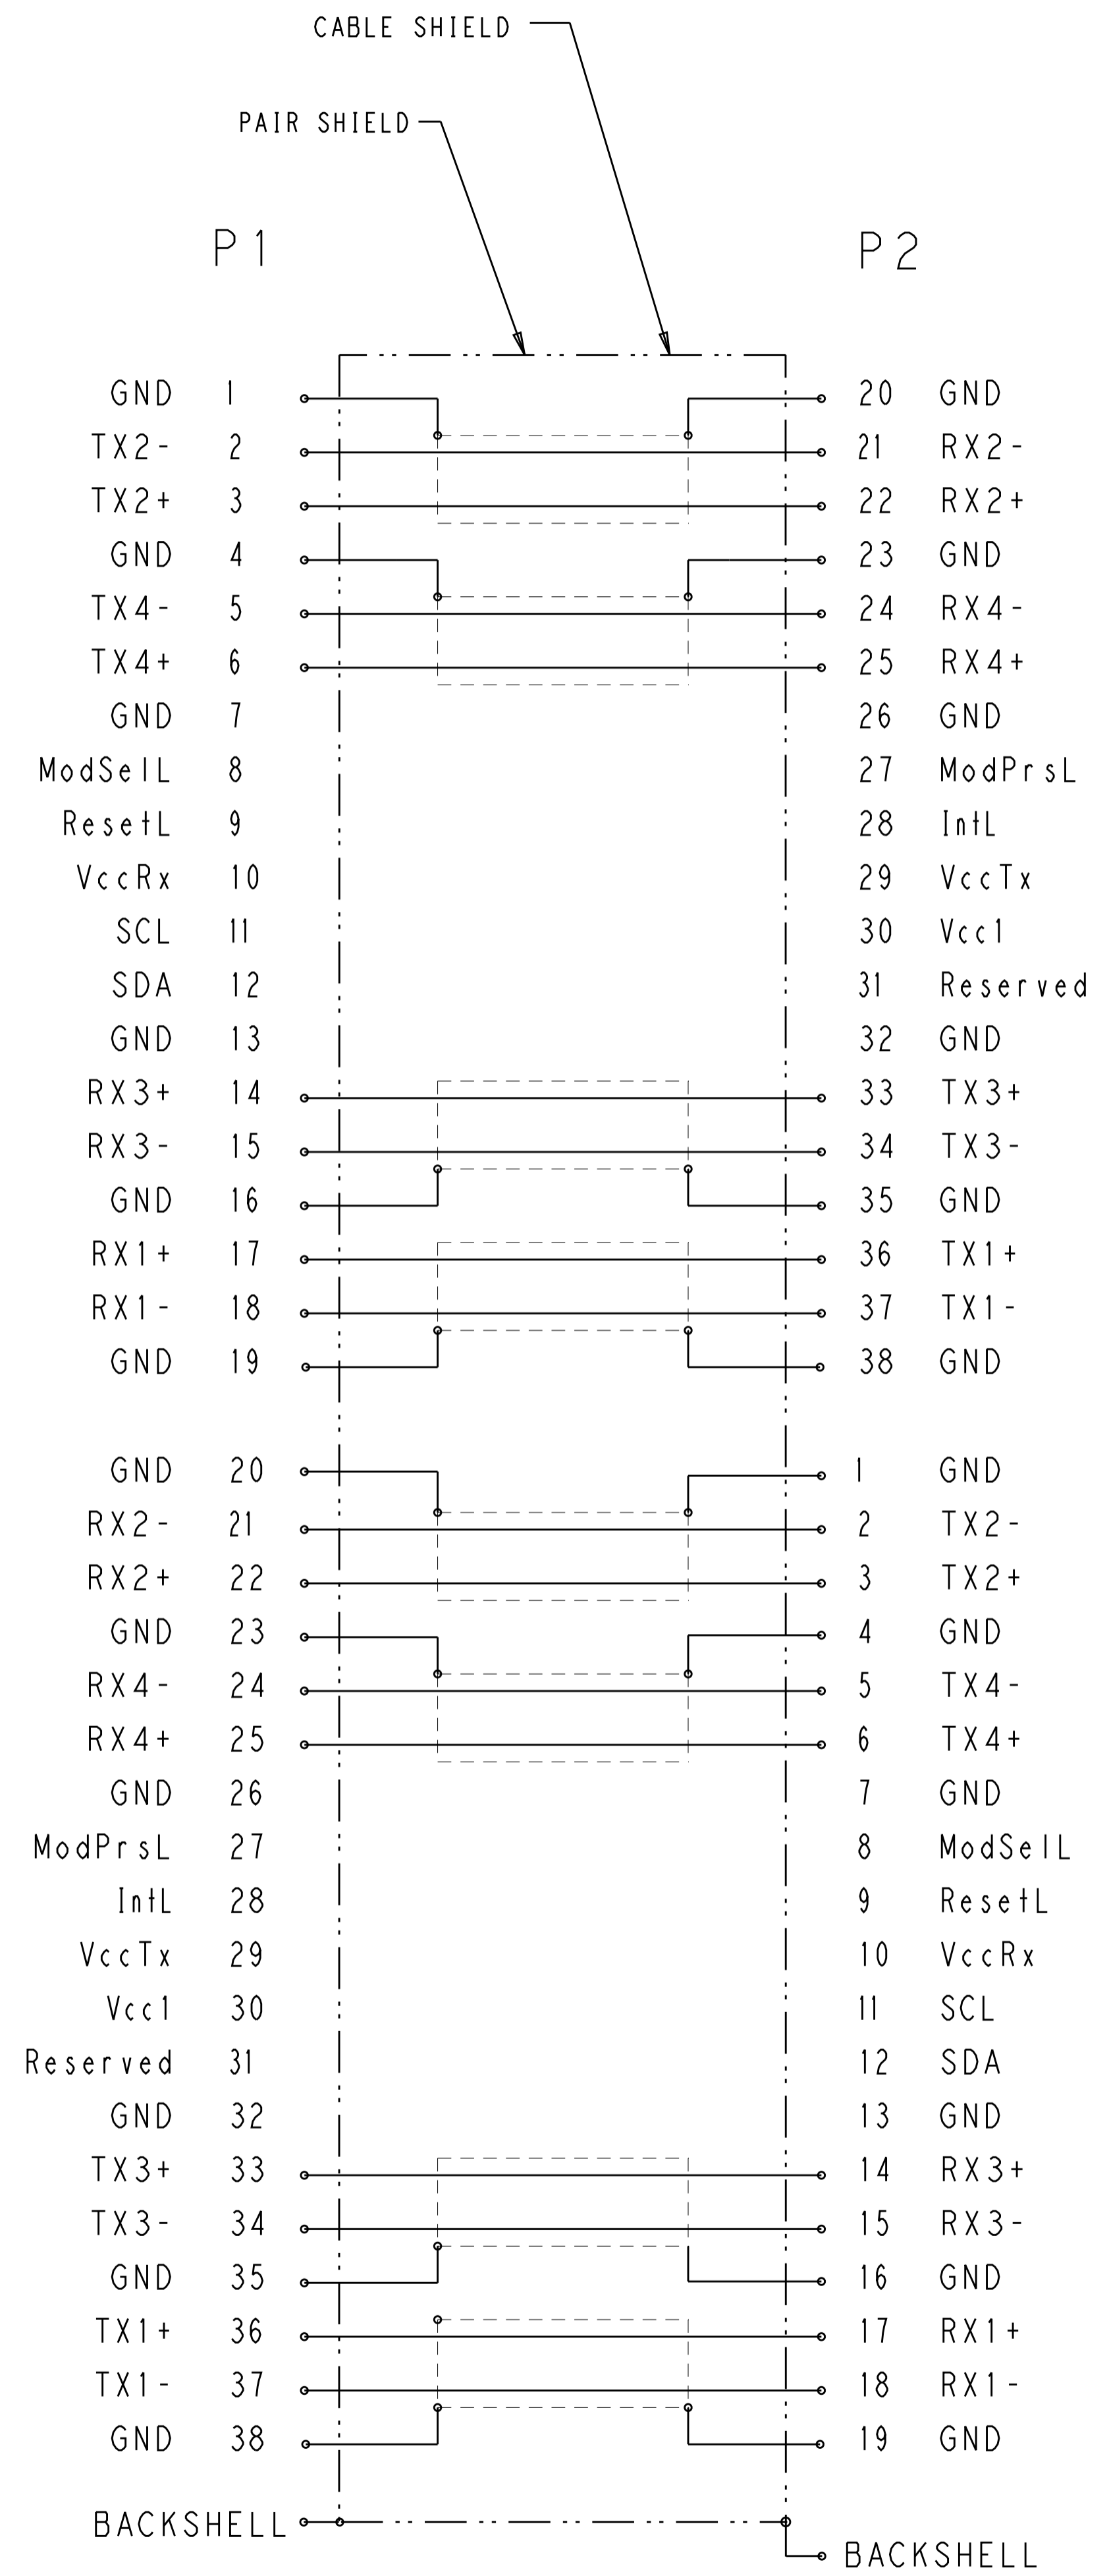 CABLE SHIELD
PAIR SHIELD
P1 P2
GND 1 20 GND
TX2- 2 21 RX2-
TX2+ 3 22 RX2+
GND 4 23 GND
TX4- 5 24 RX4-
TX4+ 6 25 RX4+
GND 7 26 GND
ModSelL 8 27 ModPrsL
ResetL 9 28 IntL
VccRx 10 29 VccTx
SCL 11 30 Vcc1
SDA 12 31 Reserved
GND 13 32 GND
RX3+ 14 33 TX3+
RX3- 15 34 TX3-
GND 16 35 GND
RX1+ 17 36 TX1+
RX1- 18 37 TX1-
GND 19 38 GND
GND 20 1 GND
RX2- 21 2 TX2-
RX2+ 22 3 TX2+
GND 23 4 GND
RX4- 24 5 TX4-
RX4+ 25 6 TX4+
GND 26 7 GND
ModPrsL 27 8 ModSelL
IntL 28 9 ResetL
VccTx 29 10 VccRx
Vcc1 30 11 SCL
Reserved 31 12 SDA
GND 32 13 GND
TX3+ 33 14 RX3+
TX3- 34 15 RX3-
GND 35 16 GND
TX1+ 36 17 RX1+
TX1- 37 18 RX1-
GND 38 19 GND
BACKSHELL
BACKSHELL